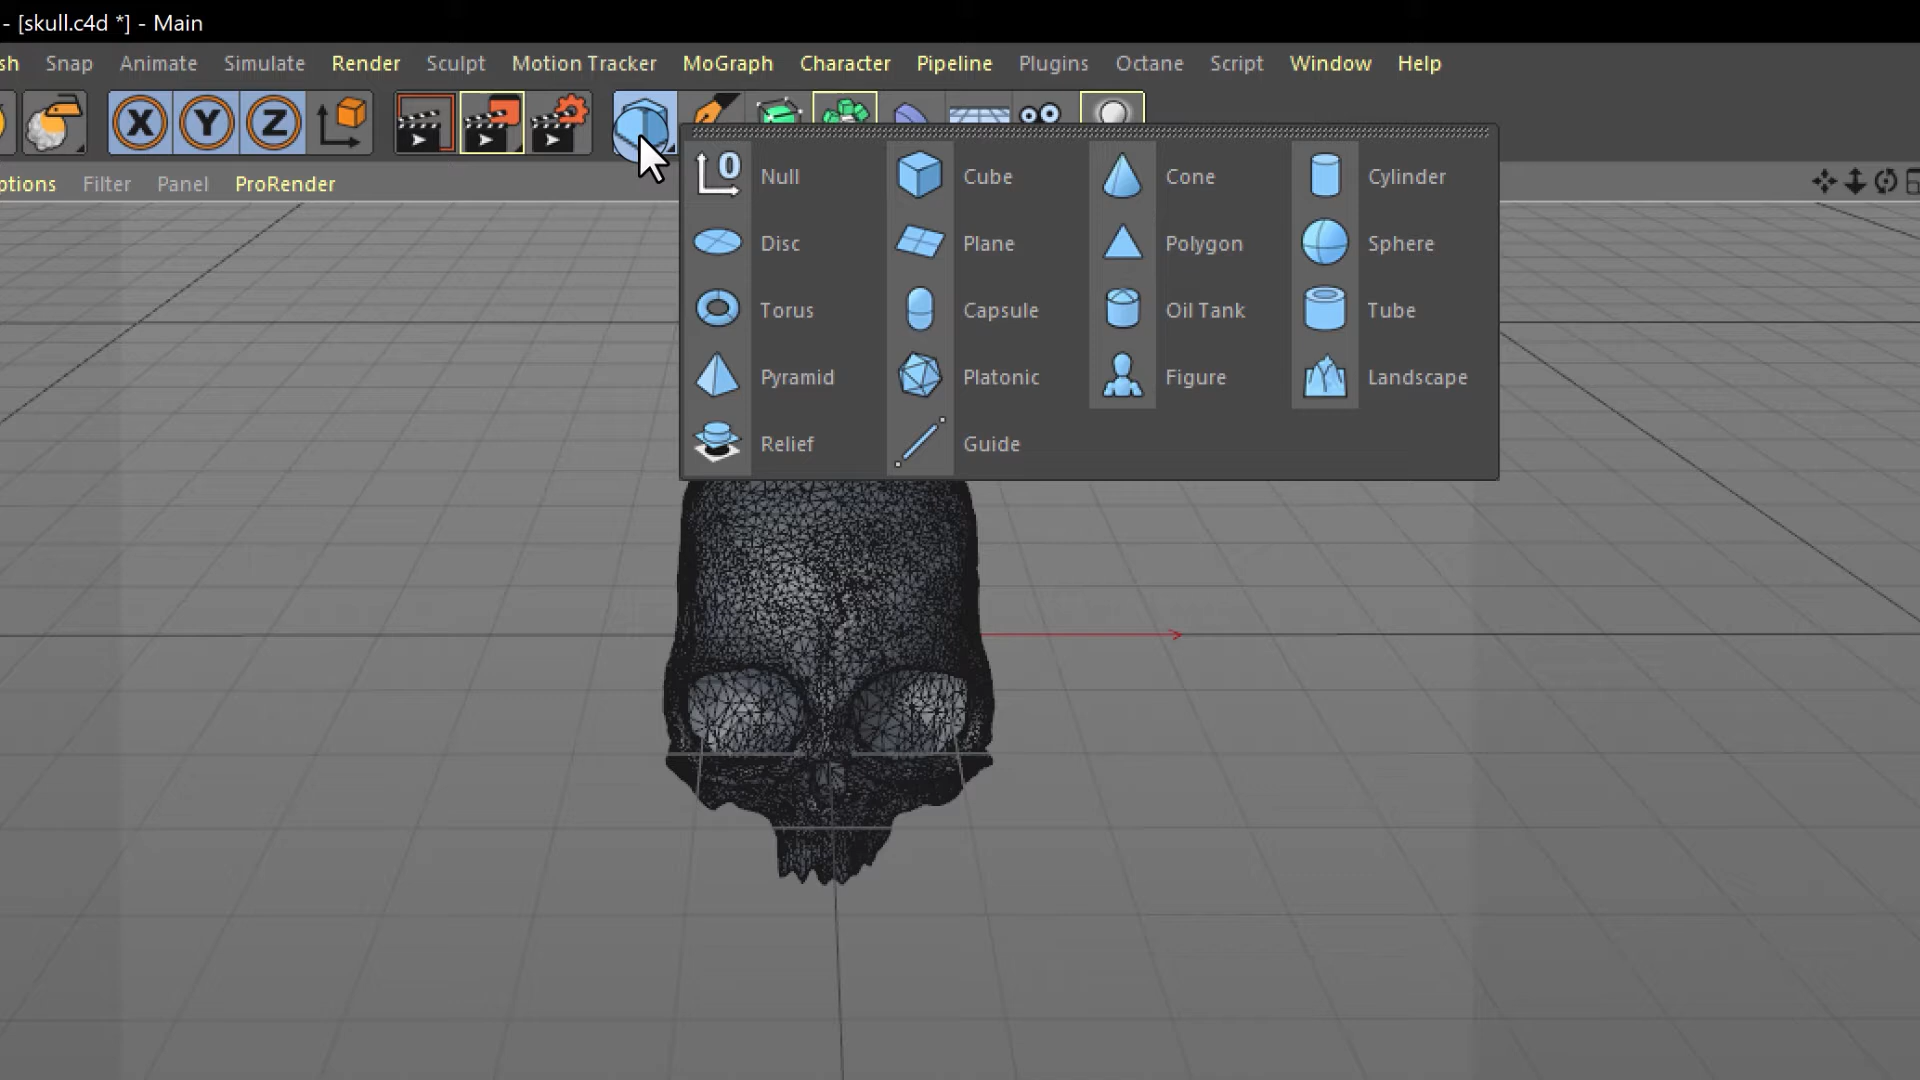 - [skull.c4d *] - Main
sh Snap Animate Simulate Render Sculpt Motion Tracker MoGraph Character Pipeline Plugins Octane Script Window Help
X Y Z
ptions Filter Panel ProRender
0 Null Cube Cone Cylinder
Disc Plane Polygon Sphere
Torus Capsule Oil Tank Tube
Pyramid Platonic Figure Landscape
Relief Guide